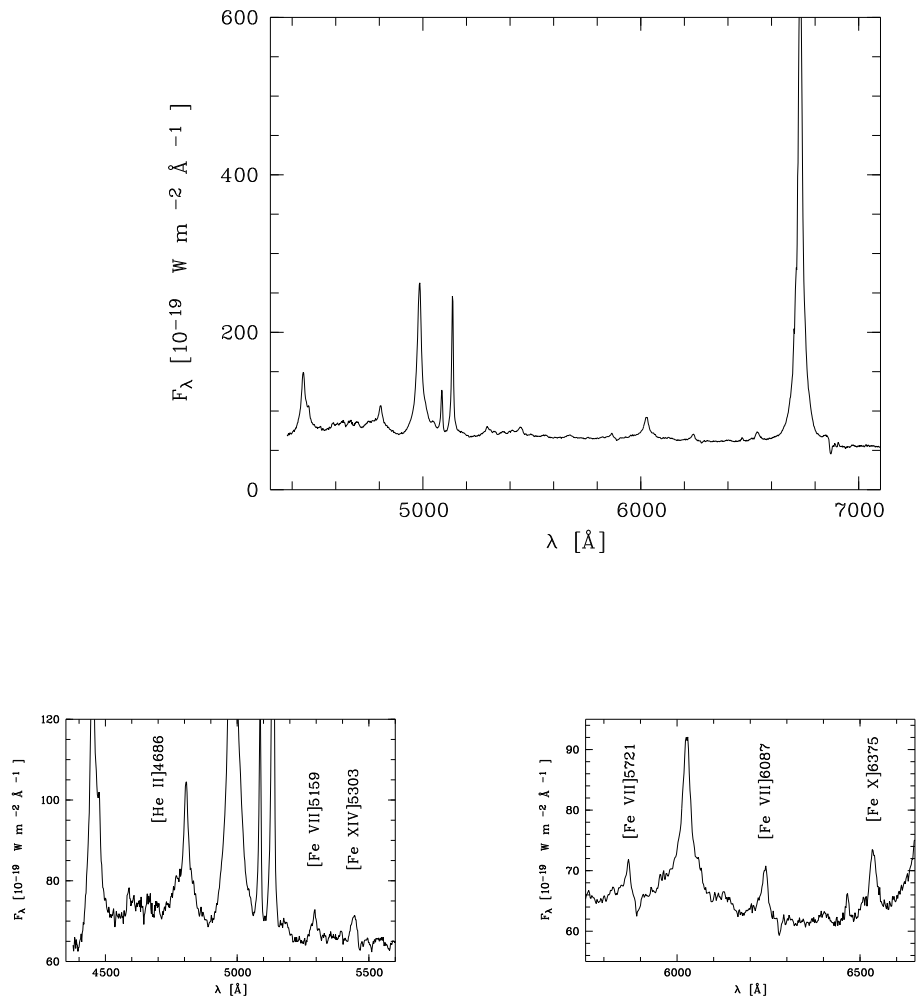 600
400
200
0
F_λ [10⁻¹⁹ W m⁻² Å⁻¹]
5000 6000 7000
λ [Å]
120
100
80
60
F_λ [10⁻¹⁹ W m⁻² Å⁻¹]
[He II]4686
[Fe VII]5159
[Fe XIV]5303
4500 5000 5500
λ [Å]
90
80
70
60
F_λ [10⁻¹⁹ W m⁻² Å⁻¹]
[Fe VII]5721
[Fe VII]6087
[Fe X]6375
6000 6500
λ [Å]